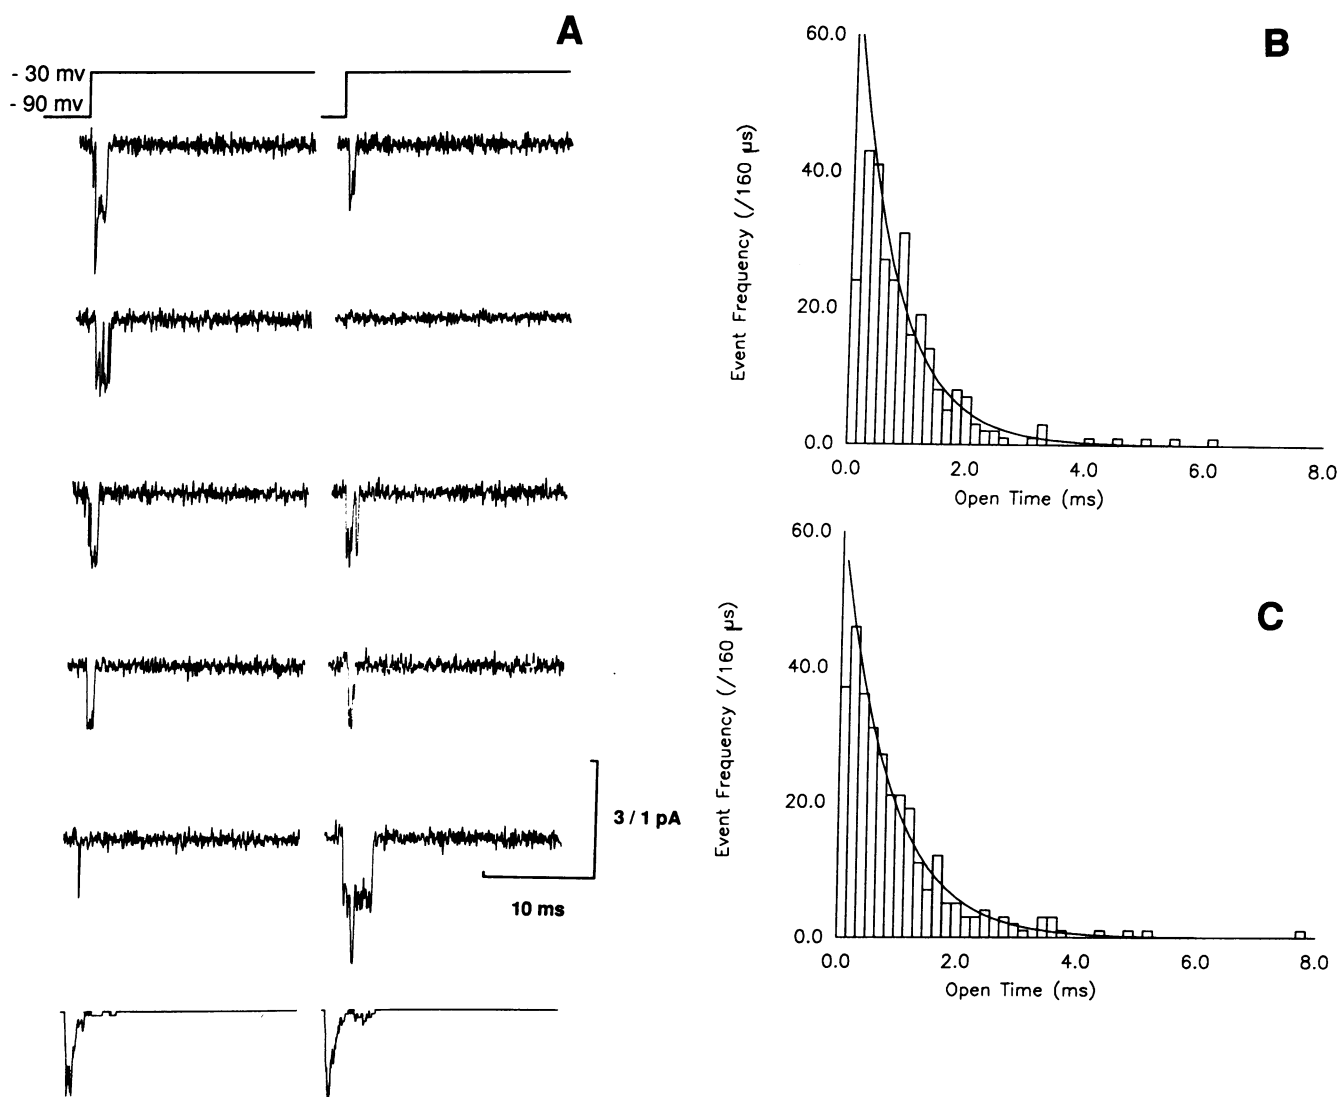 A
- 30 mv
- 90 mv
3 / 1 pA
10 ms
B
60.0
40.0
20.0
0.0
Event Frequency (/160 µs)
0.0 2.0 4.0 6.0 8.0
Open Time (ms)
C
60.0
40.0
20.0
0.0
Event Frequency (/160 µs)
0.0 2.0 4.0 6.0 8.0
Open Time (ms)